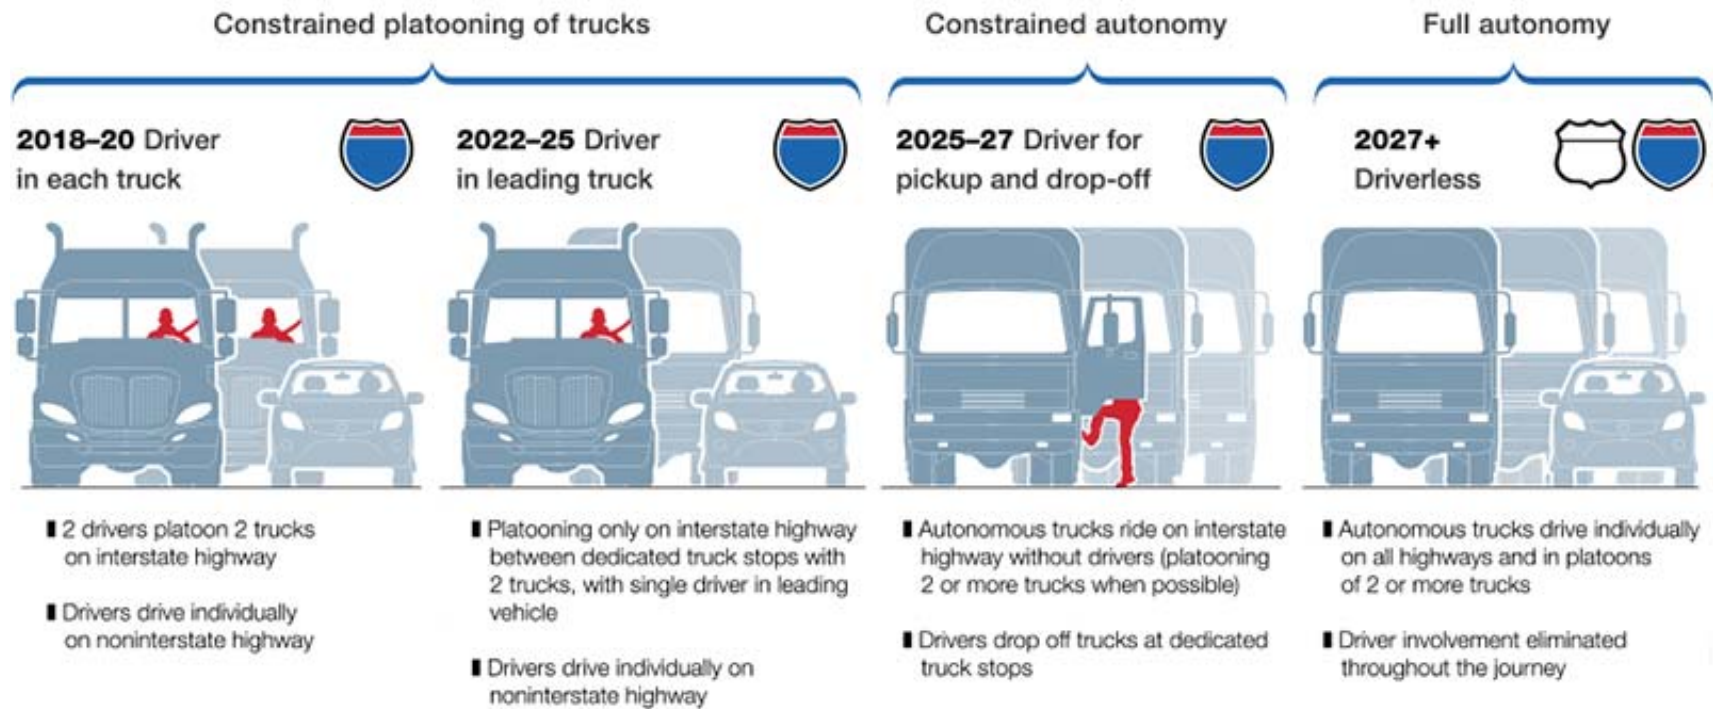 Constrained platooning of trucks
Constrained autonomy
Full autonomy
2018–20 Driver
in each truck
2022–25 Driver
in leading truck
2025–27 Driver for
pickup and drop-off
2027+
Driverless
▮ 2 drivers platoon 2 trucks
on interstate highway
▮ Drivers drive individually
on noninterstate highway
▮ Platooning only on interstate highway
between dedicated truck stops with
2 trucks, with single driver in leading
vehicle
▮ Drivers drive individually on
noninterstate highway
▮ Autonomous trucks ride on interstate
highway without drivers (platooning
2 or more trucks when possible)
▮ Drivers drop off trucks at dedicated
truck stops
▮ Autonomous trucks drive individually
on all highways and in platoons
of 2 or more trucks
▮ Driver involvement eliminated
throughout the journey